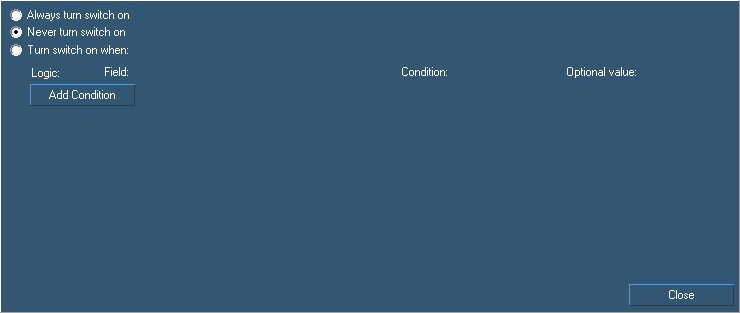 Always turn switch on
Never turn switch on
Turn switch on when:
Logic: Field: Condition: Optional value:
Add Condition
Close